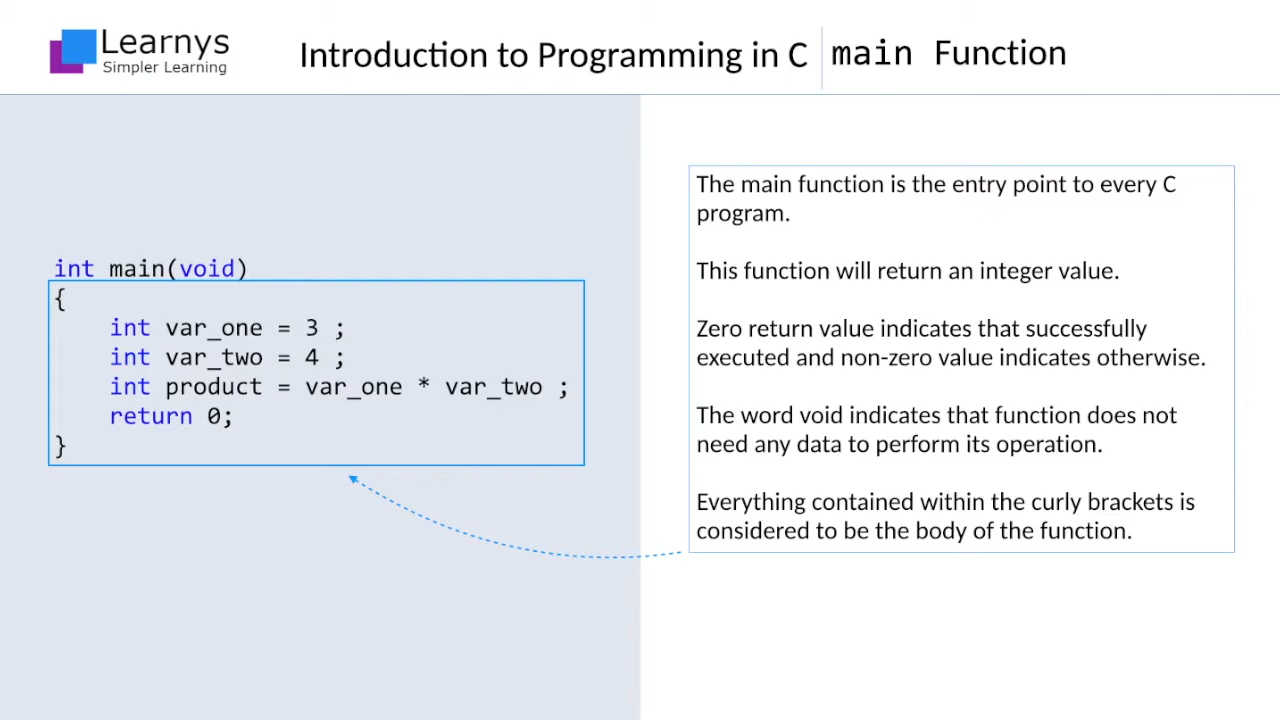 Learnys
Simpler Learning
Introduction to Programming in C
main Function
int main(void)
{
    int var_one = 3 ;
    int var_two = 4 ;
    int product = var_one * var_two ;
    return 0;
}
The main function is the entry point to every C
program.
This function will return an integer value.
Zero return value indicates that successfully
executed and non-zero value indicates otherwise.
The word void indicates that function does not
need any data to perform its operation.
Everything contained within the curly brackets is
considered to be the body of the function.